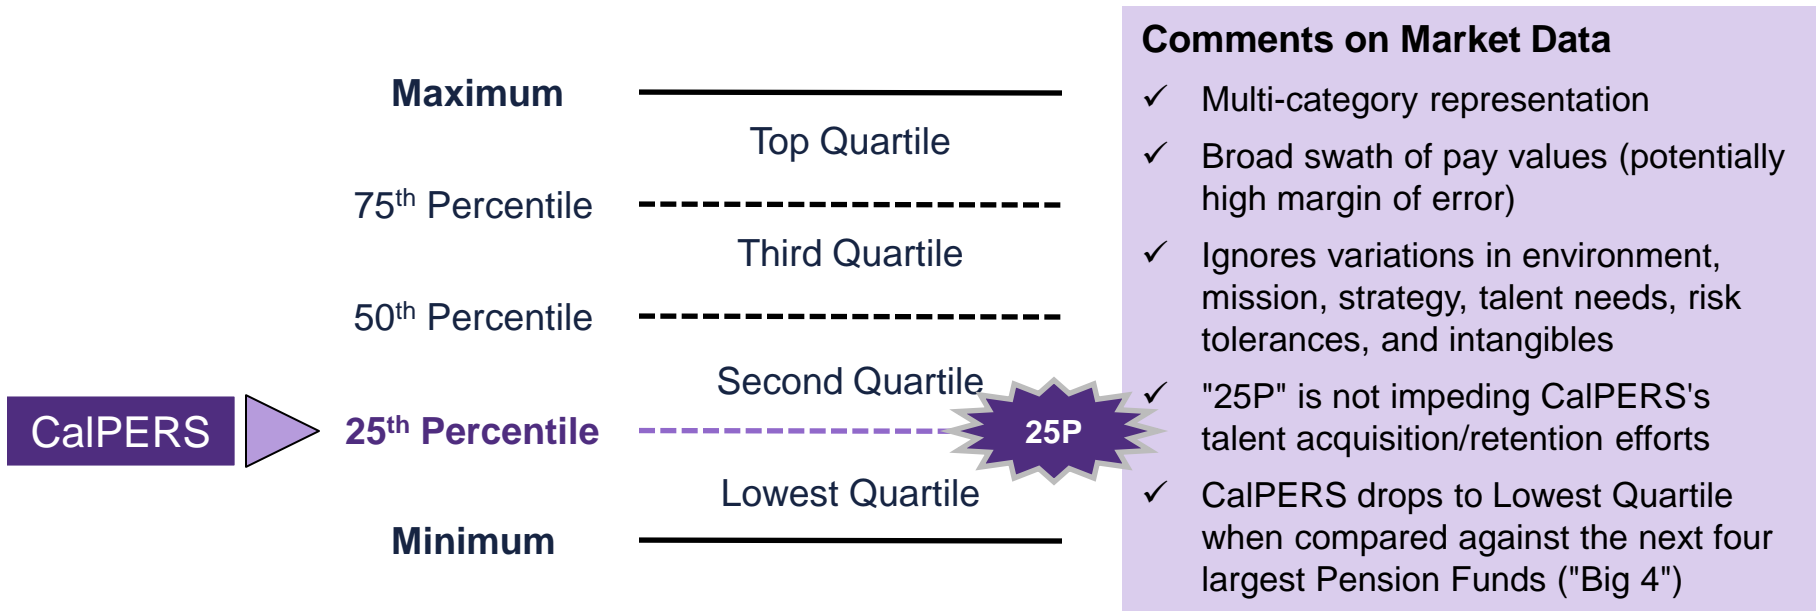 Maximum
Top Quartile
75th Percentile
Third Quartile
50th Percentile
Second Quartile
CalPERS
25th Percentile
25P
Lowest Quartile
Minimum
Comments on Market Data
✓ Multi-category representation
✓ Broad swath of pay values (potentially
high margin of error)
✓ Ignores variations in environment,
mission, strategy, talent needs, risk
tolerances, and intangibles
✓ "25P" is not impeding CalPERS's
talent acquisition/retention efforts
✓ CalPERS drops to Lowest Quartile
when compared against the next four
largest Pension Funds ("Big 4")